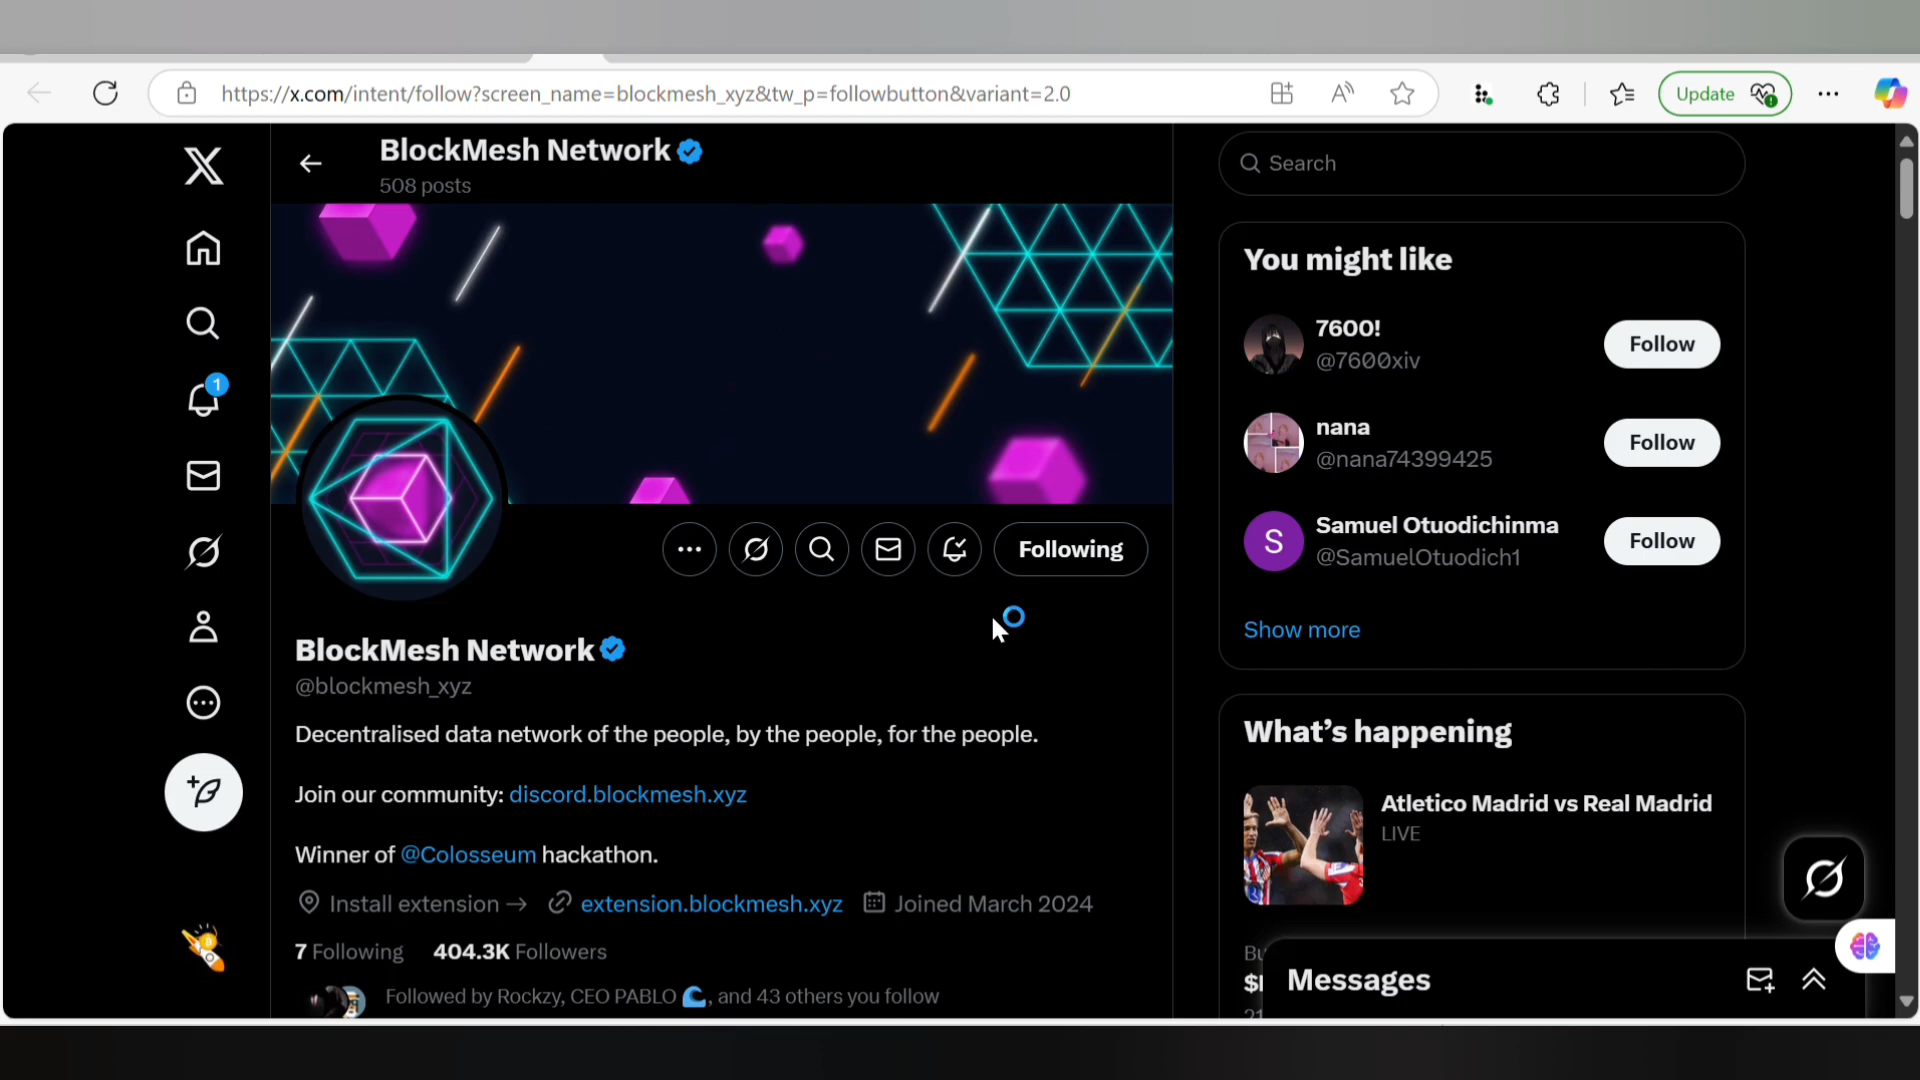 https://x.com/intent/follow?screen_name=blockmesh_xyz&tw_p=followbutton&variant=2.0
Update
BlockMesh Network
508 posts
Search
You might like
7600!
@7600xiv
Follow
nana
@nana74399425
Follow
S
Samuel Otuodichinma
@SamuelOtuodich1
Follow
Show more
1
Following
BlockMesh Network
@blockmesh_xyz
Decentralised data network of the people, by the people, for the people.
Join our community: discord.blockmesh.xyz
Winner of @Colosseum hackathon.
Install extension → extension.blockmesh.xyz Joined March 2024
7 Following 404.3K Followers
Followed by Rockzy, CEO PABLO 🌊, and 43 others you follow
What's happening
Atletico Madrid vs Real Madrid
LIVE
Messages